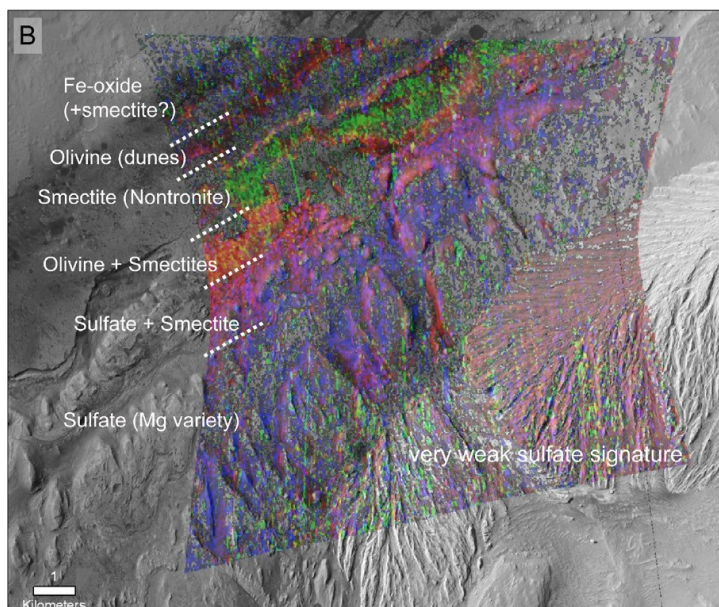 B
Fe-oxide
(+smectite?)
Olivine (dunes)
Smectite (Nontronite)
Olivine + Smectites
Sulfate + Smectite
Sulfate (Mg variety)
very weak sulfate signature
1
Kilometers